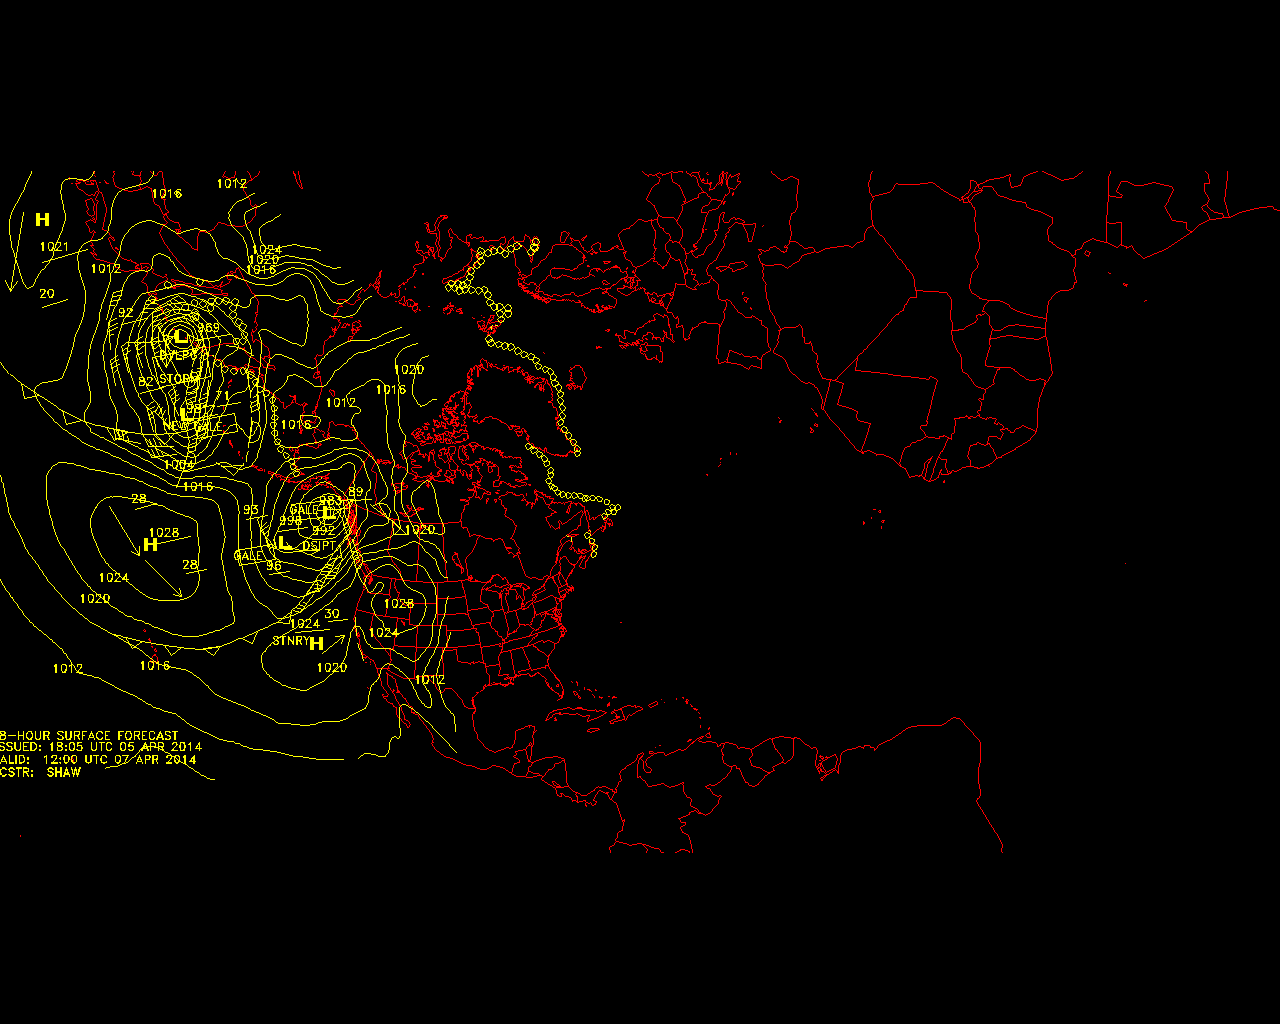 1012
1016
H
1021
1024
1020
1012
1016
20
92
969
L
DVLPG
1020
STORM
82
1016
71
1012
98
L
1016
NEW GALE
1004
1016
89
28
983
GALE
L
93
998
1020
1028
992
H
L
DSIPT
GALE
28
96
1024
1020
1028
30
1024
1024
STNRY
H
1012
1016
1020
1012
8-HOUR SURFACE FORECAST
SSUED: 18:05 UTC 05 APR 2014
ALID: 12:00 UTC 07 APR 2014
CSTR: SHAW